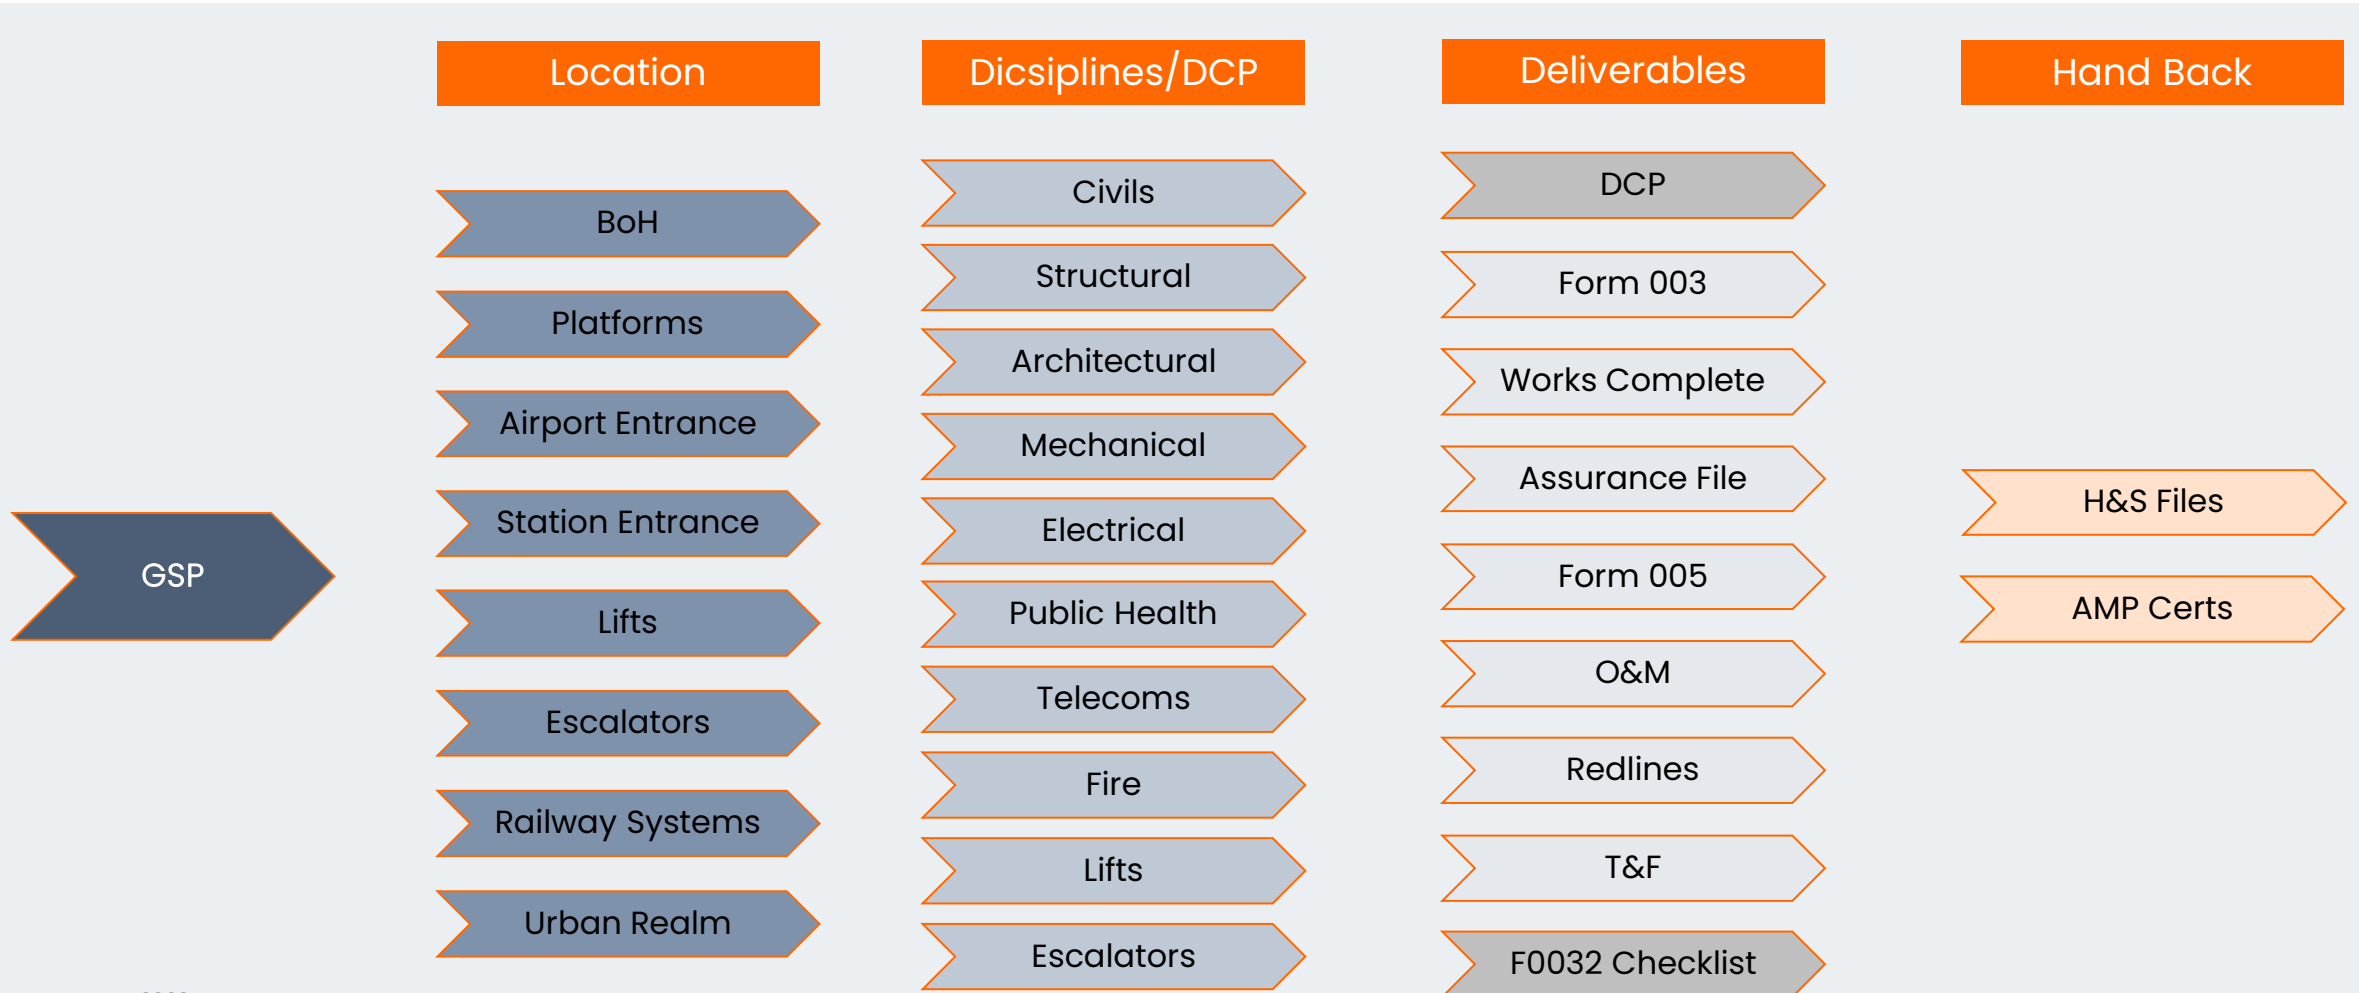 GSP
Location
BoH
Platforms
Airport Entrance
Station Entrance
Lifts
Escalators
Railway Systems
Urban Realm
Dicsiplines/DCP
Civils
Structural
Architectural
Mechanical
Electrical
Public Health
Telecoms
Fire
Lifts
Escalators
Deliverables
DCP
Form 003
Works Complete
Assurance File
Form 005
O&M
Redlines
T&F
F0032 Checklist
Hand Back
H&S Files
AMP Certs